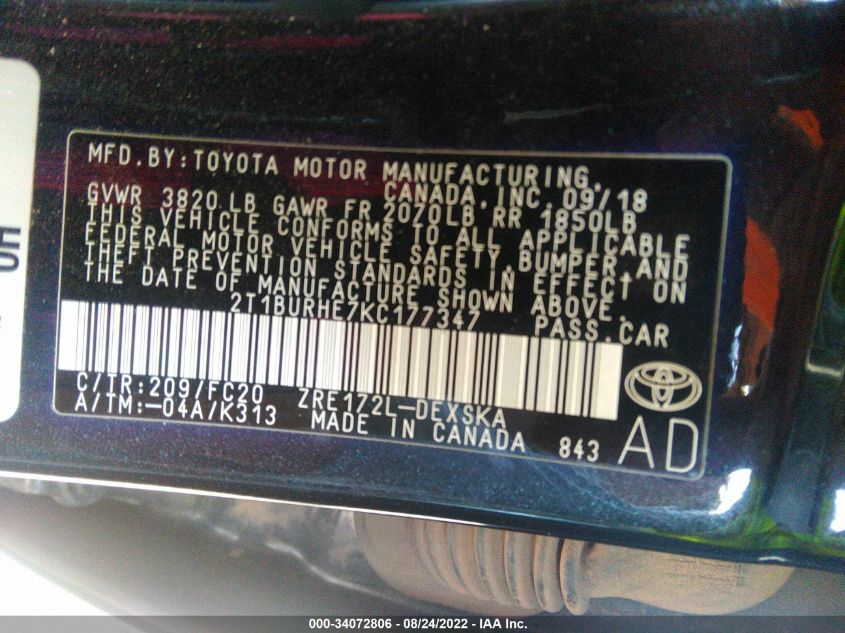 MFD.BY:TOYOTA MOTOR MANUFACTURING,
CANADA,INC.09/18
GVWR 3820LB GAWR FR 2070LB RR 1850LB
THIS VEHICLE CONFORMS TO ALL APPLICABLE
FEDERAL MOTOR VEHICLE SAFETY,BUMPER,AND
THEFT PREVENTION STANDARDS IN EFFECT ON
THE DATE OF MANUFACTURE SHOWN ABOVE.
2T1BURHE7KC177347 PASS.CAR
C/TR:209/FC20 ZRE172L-DEXSKA
A/TM:-04A/K313 MADE IN CANADA 843 AD
000-34072806 - 08/24/2022 - IAA Inc.